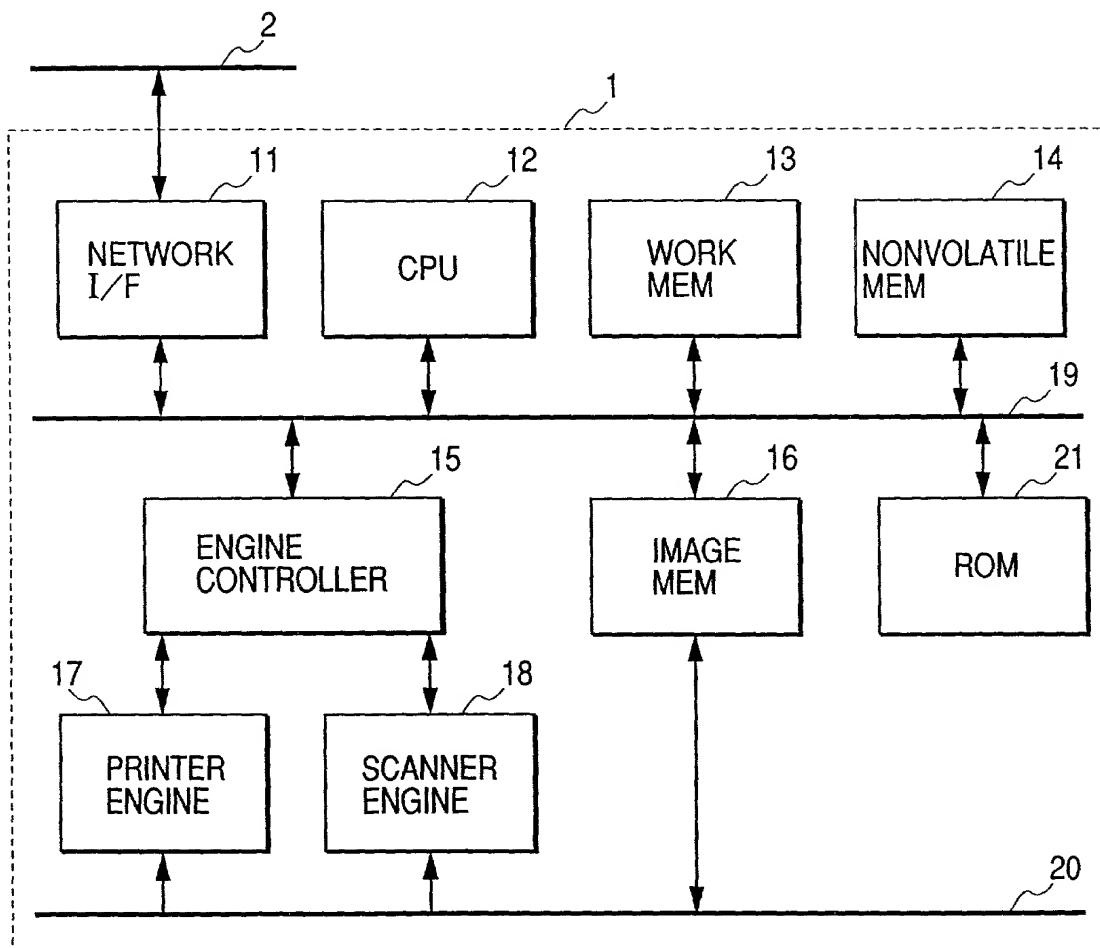 2
1
11
12
13
14
NETWORK
I/F
CPU
WORK
MEM
NONVOLATILE
MEM
19
15
16
21
ENGINE
CONTROLLER
IMAGE
MEM
ROM
17
18
PRINTER
ENGINE
SCANNER
ENGINE
20